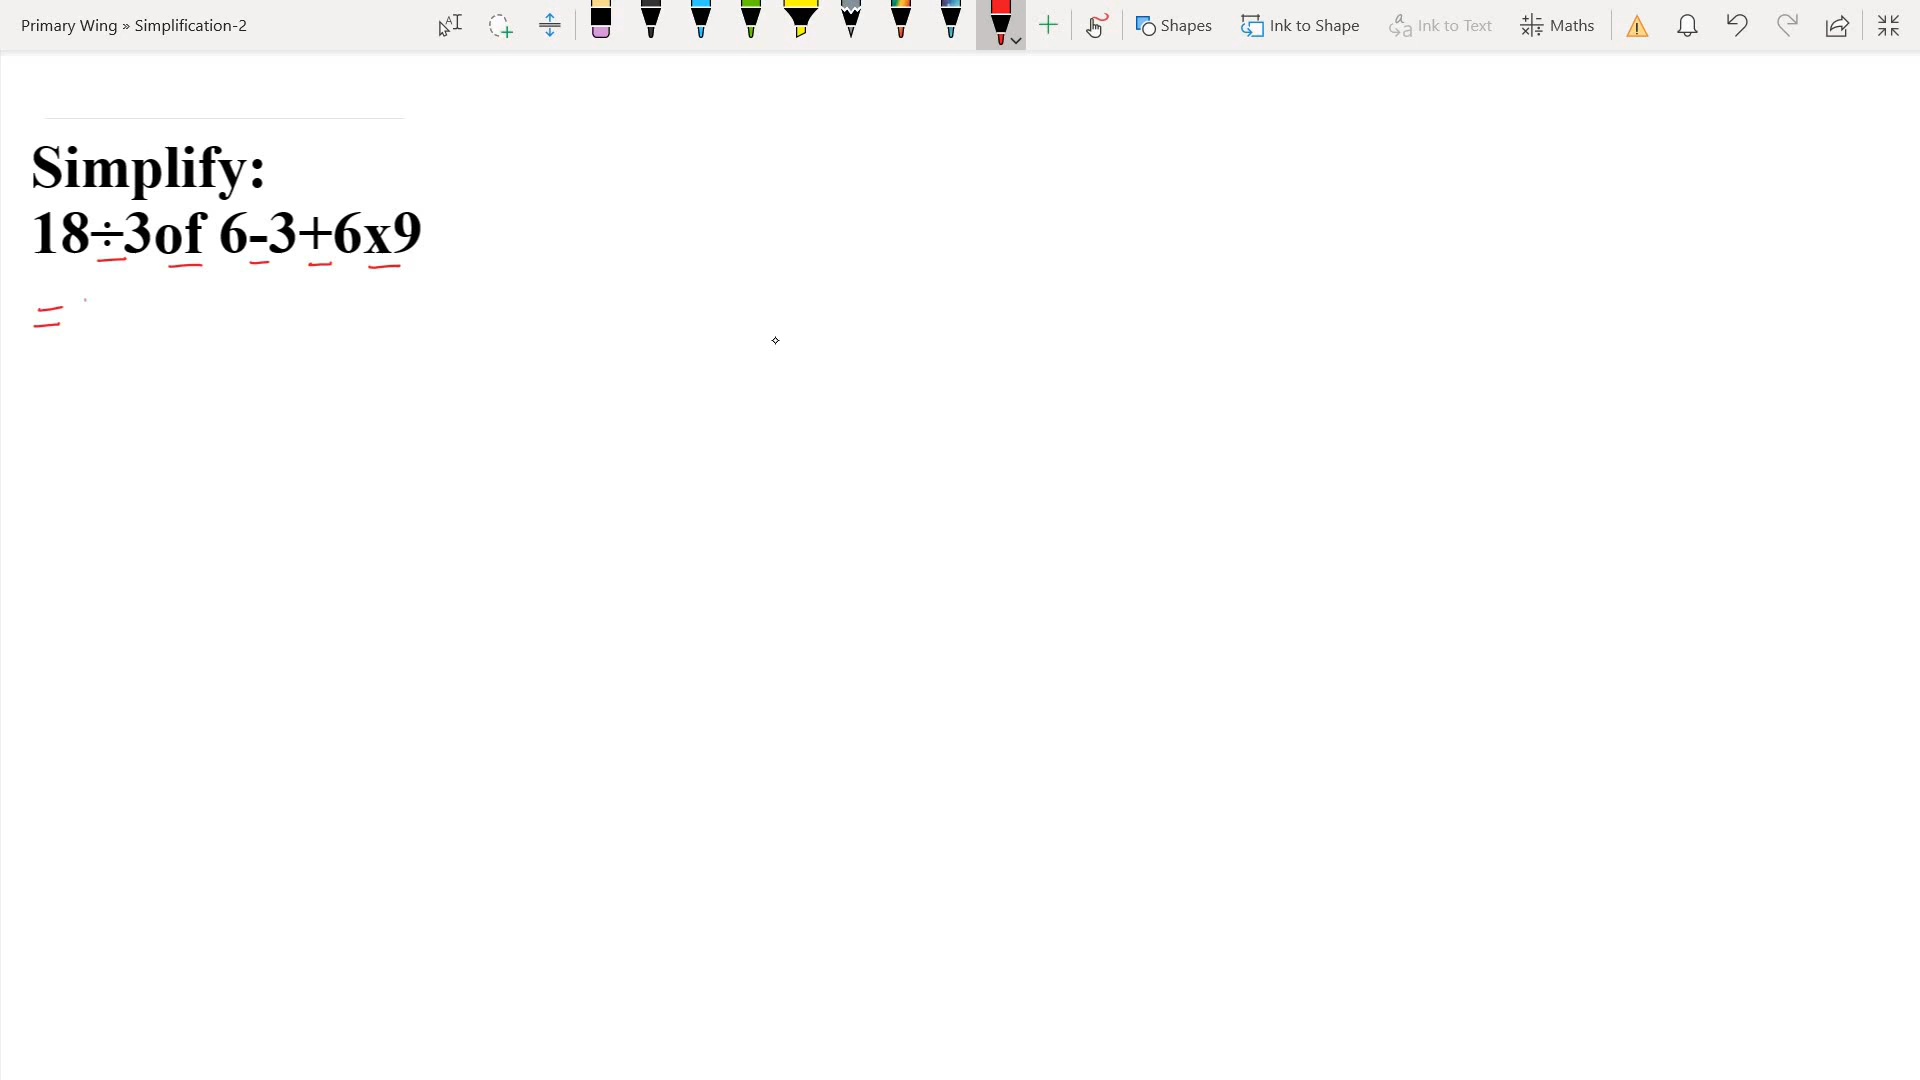 Primary Wing » Simplification-2 Shapes Ink to Shape Ink to Text Maths
Simplify:
18÷3of 6-3+6x9
=